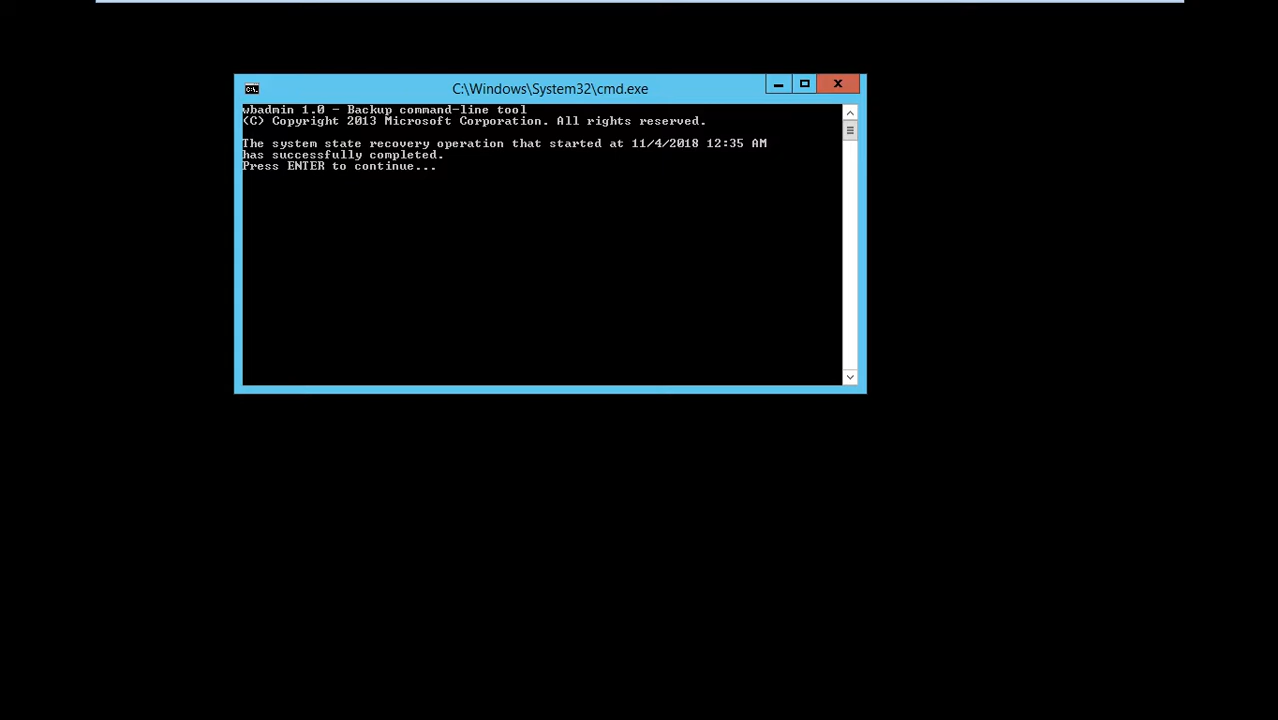 C:\Windows\System32\cmd.exe
wbadmin 1.0 - Backup command-line tool
(C) Copyright 2013 Microsoft Corporation. All rights reserved.
The system state recovery operation that started at 11/4/2018 12:35 AM
has successfully completed.
Press ENTER to continue...